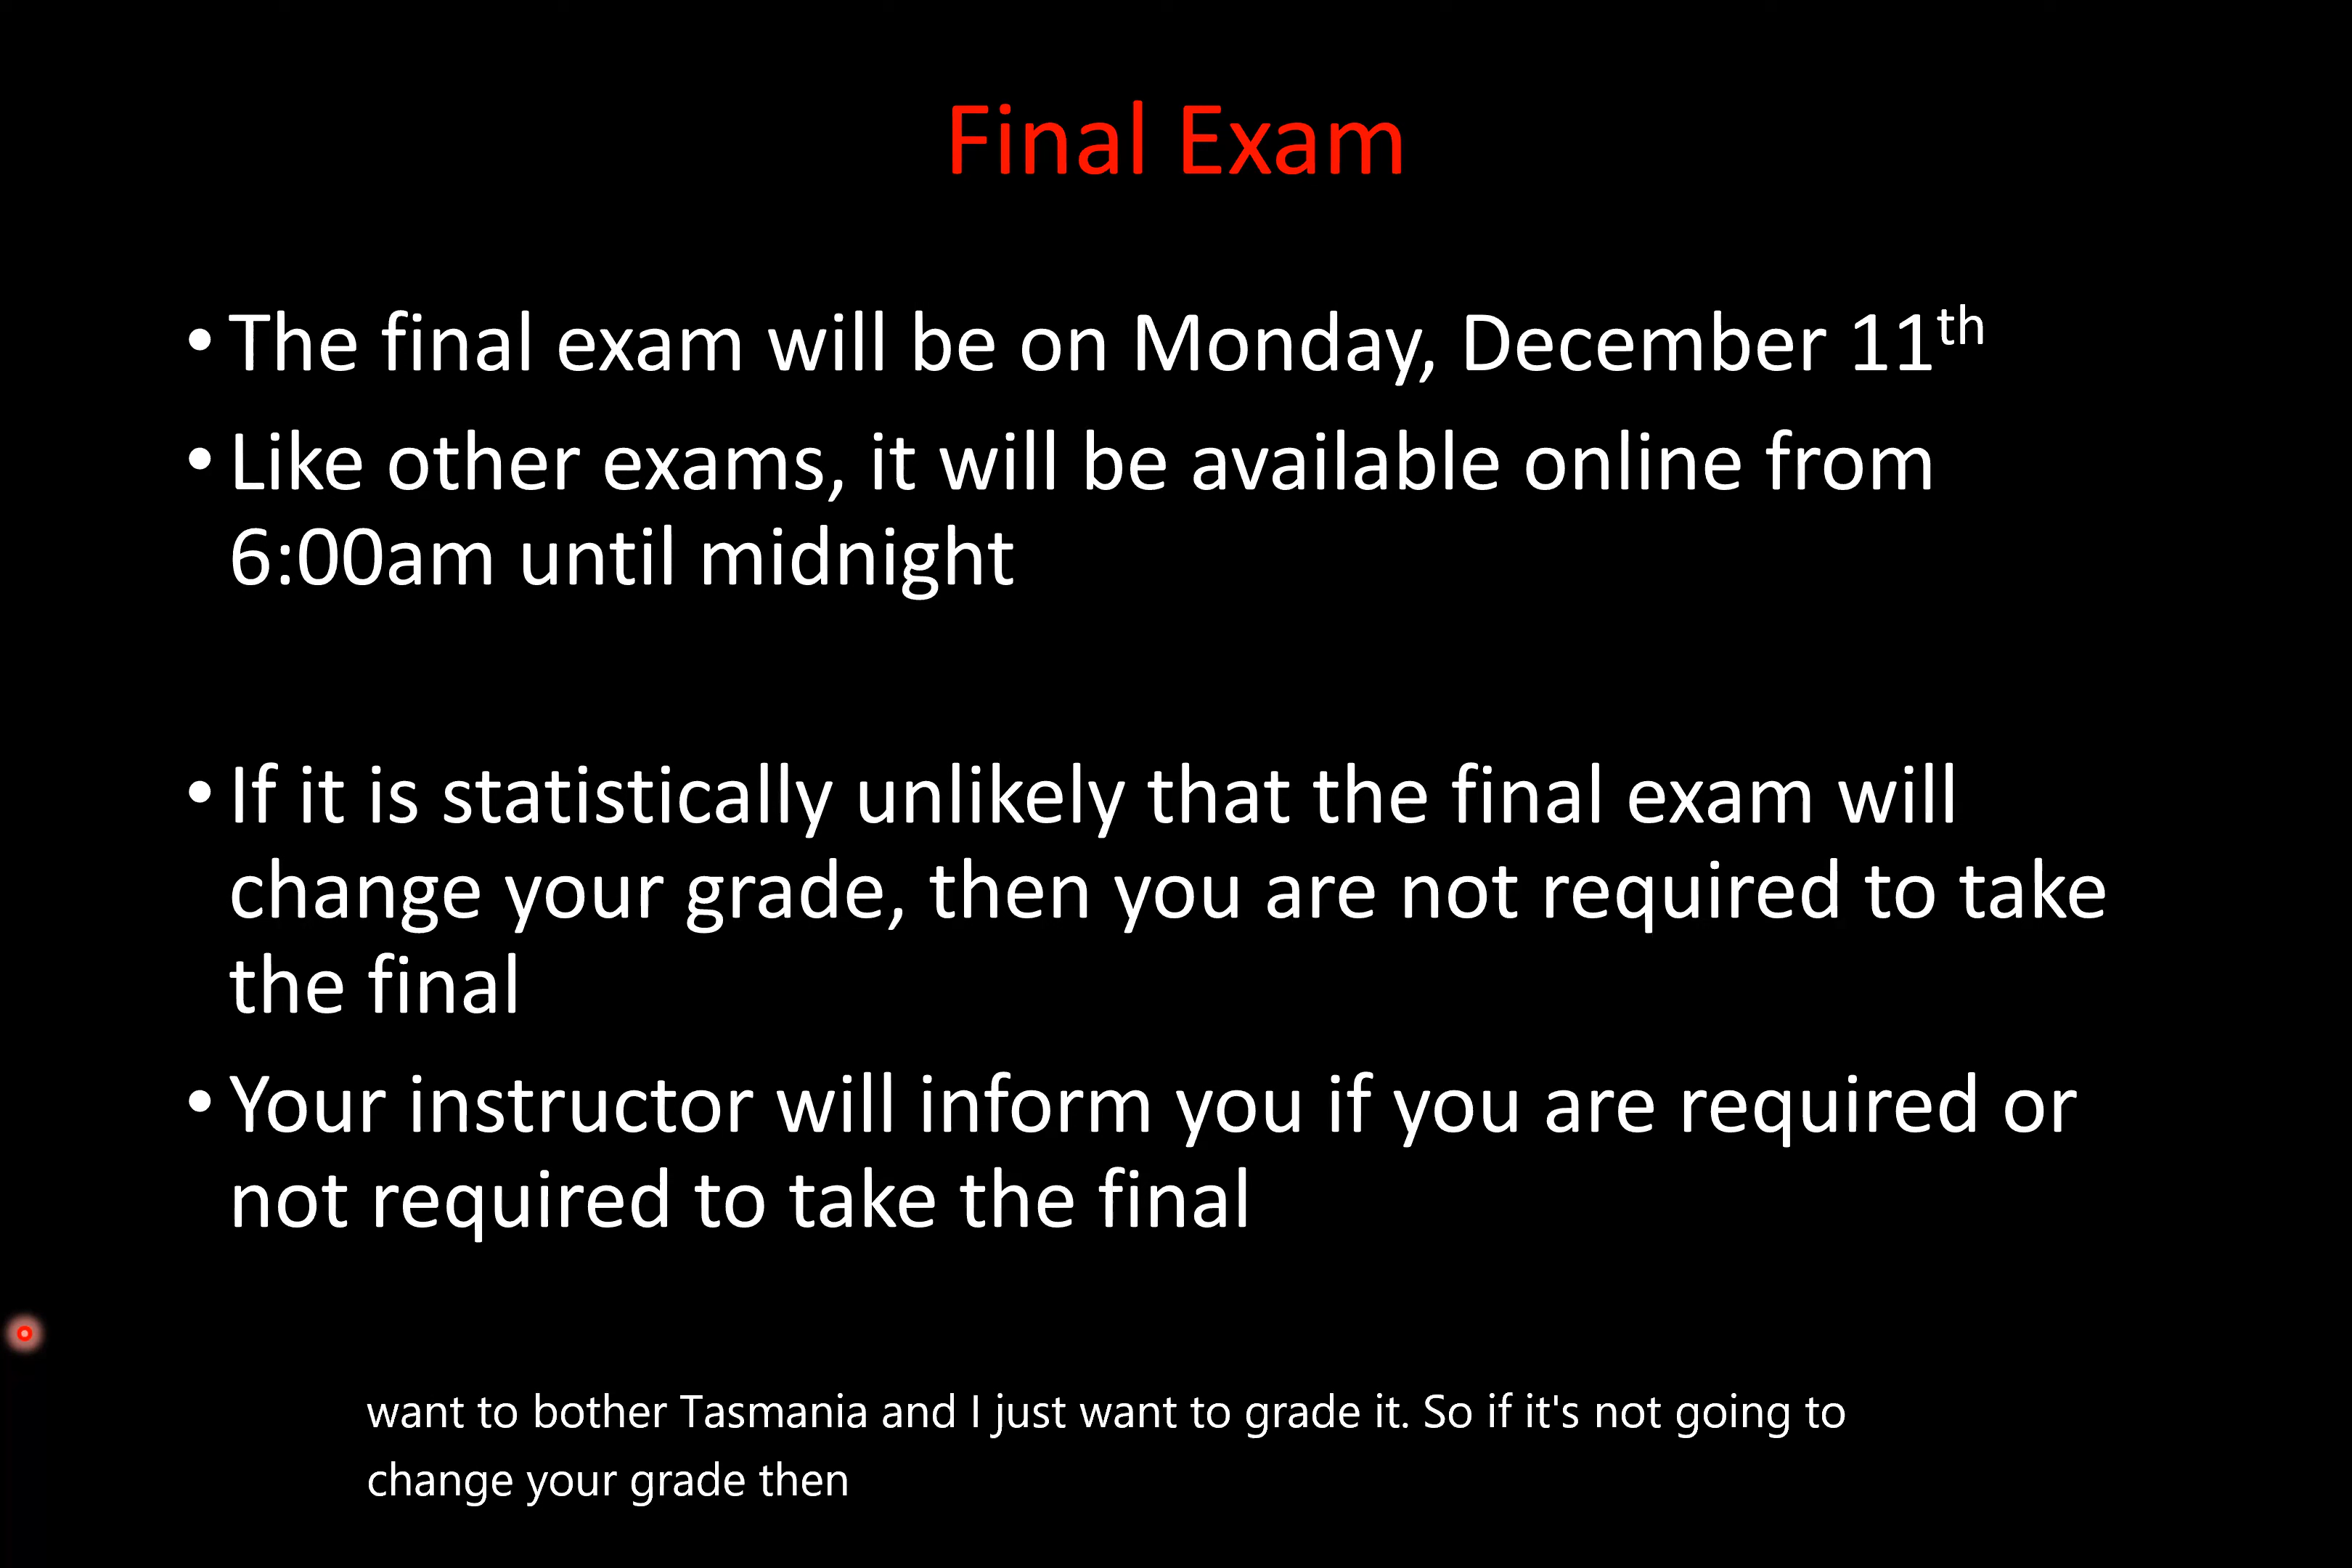 Final Exam
• The final exam will be on Monday, December 11th
• Like other exams, it will be available online from
6:00am until midnight
• If it is statistically unlikely that the final exam will
change your grade, then you are not required to take
the final
• Your instructor will inform you if you are required or
not required to take the final
want to bother Tasmania and I just want to grade it. So if it's not going to
change your grade then